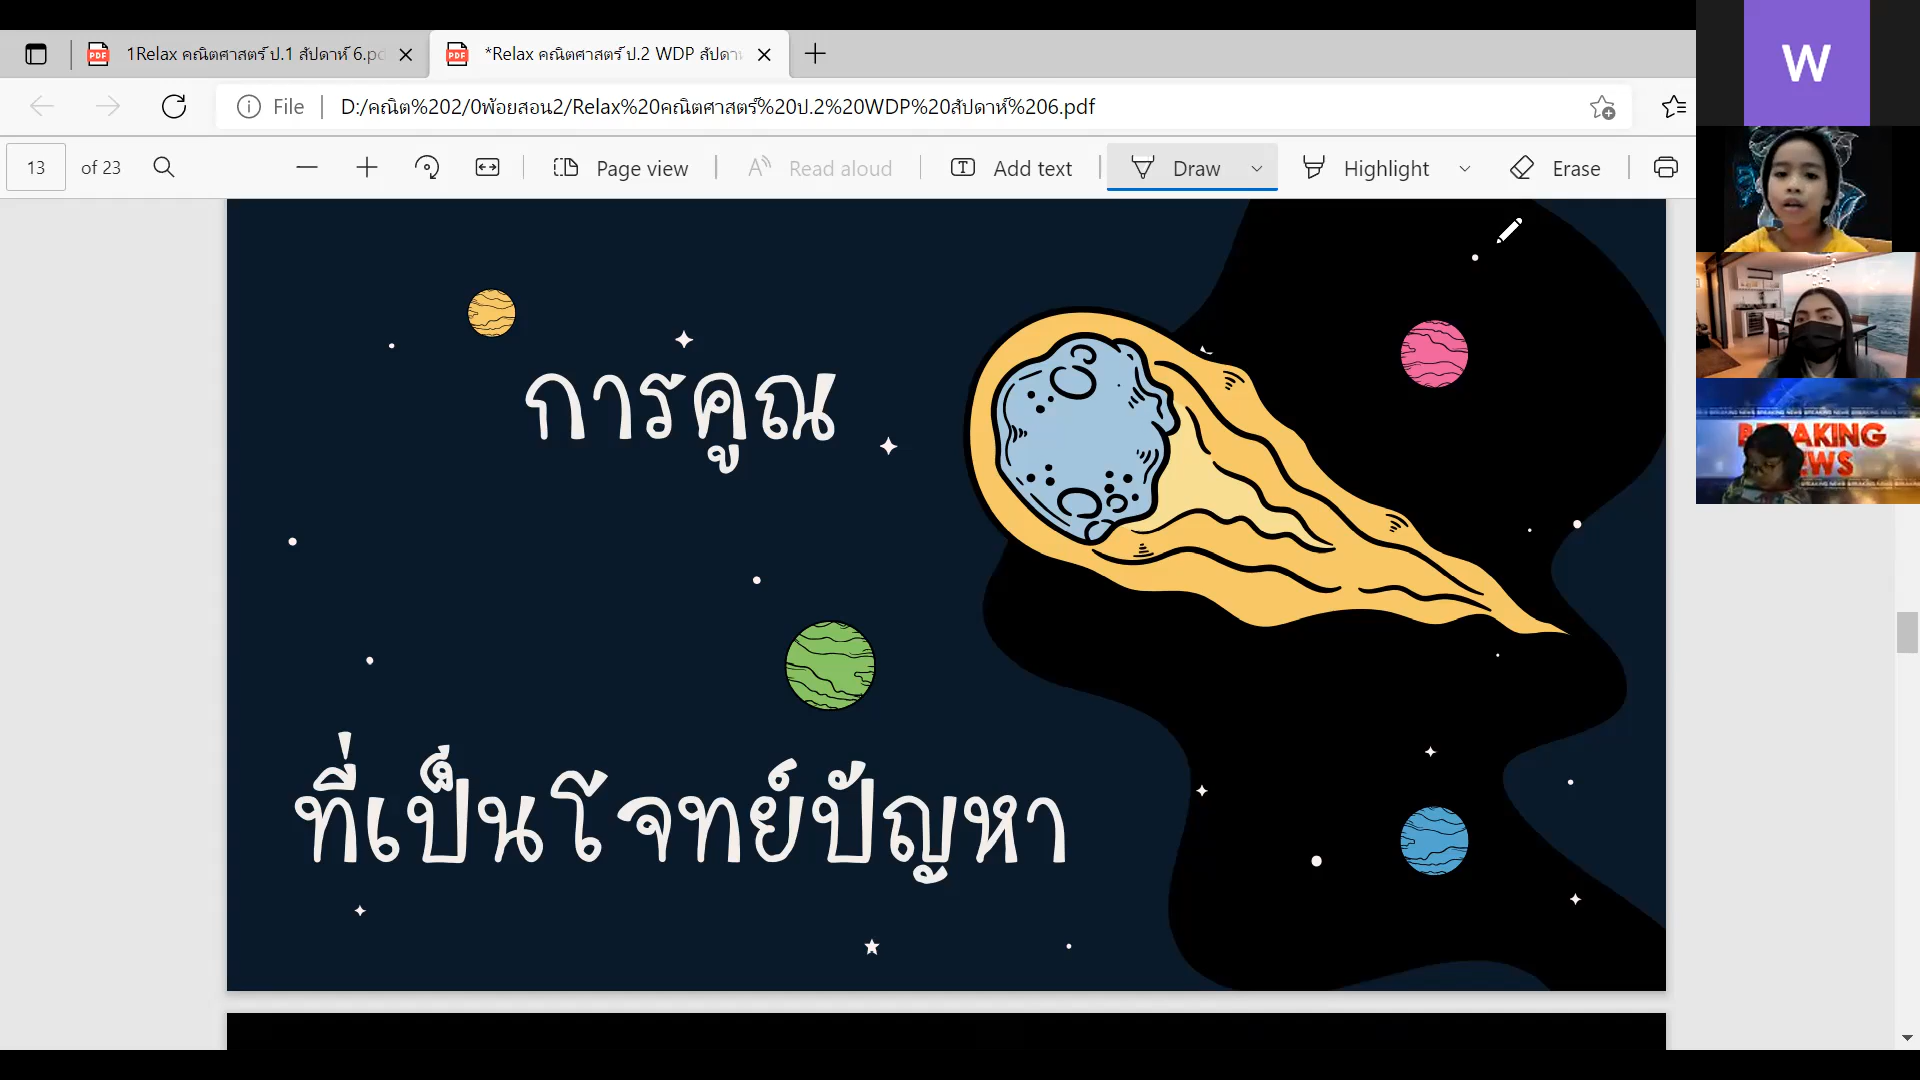 1Relax คณิตศาสตร์ ป.1 สัปดาห์ 6.pd
*Relax คณิตศาสตร์ ป.2 WDP สัปดา
File
D:/คณิต%202/0พ้อยสอน2/Relax%20คณิตศาสตร์%20ป.2%20WDP%20สัปดาห์%206.pdf
13 of 23
Page view
Read aloud
Add text
Draw
Highlight
Erase
การคูณ
ที่เป็นโจทย์ปัญหา
W
BREAKING
NEWS